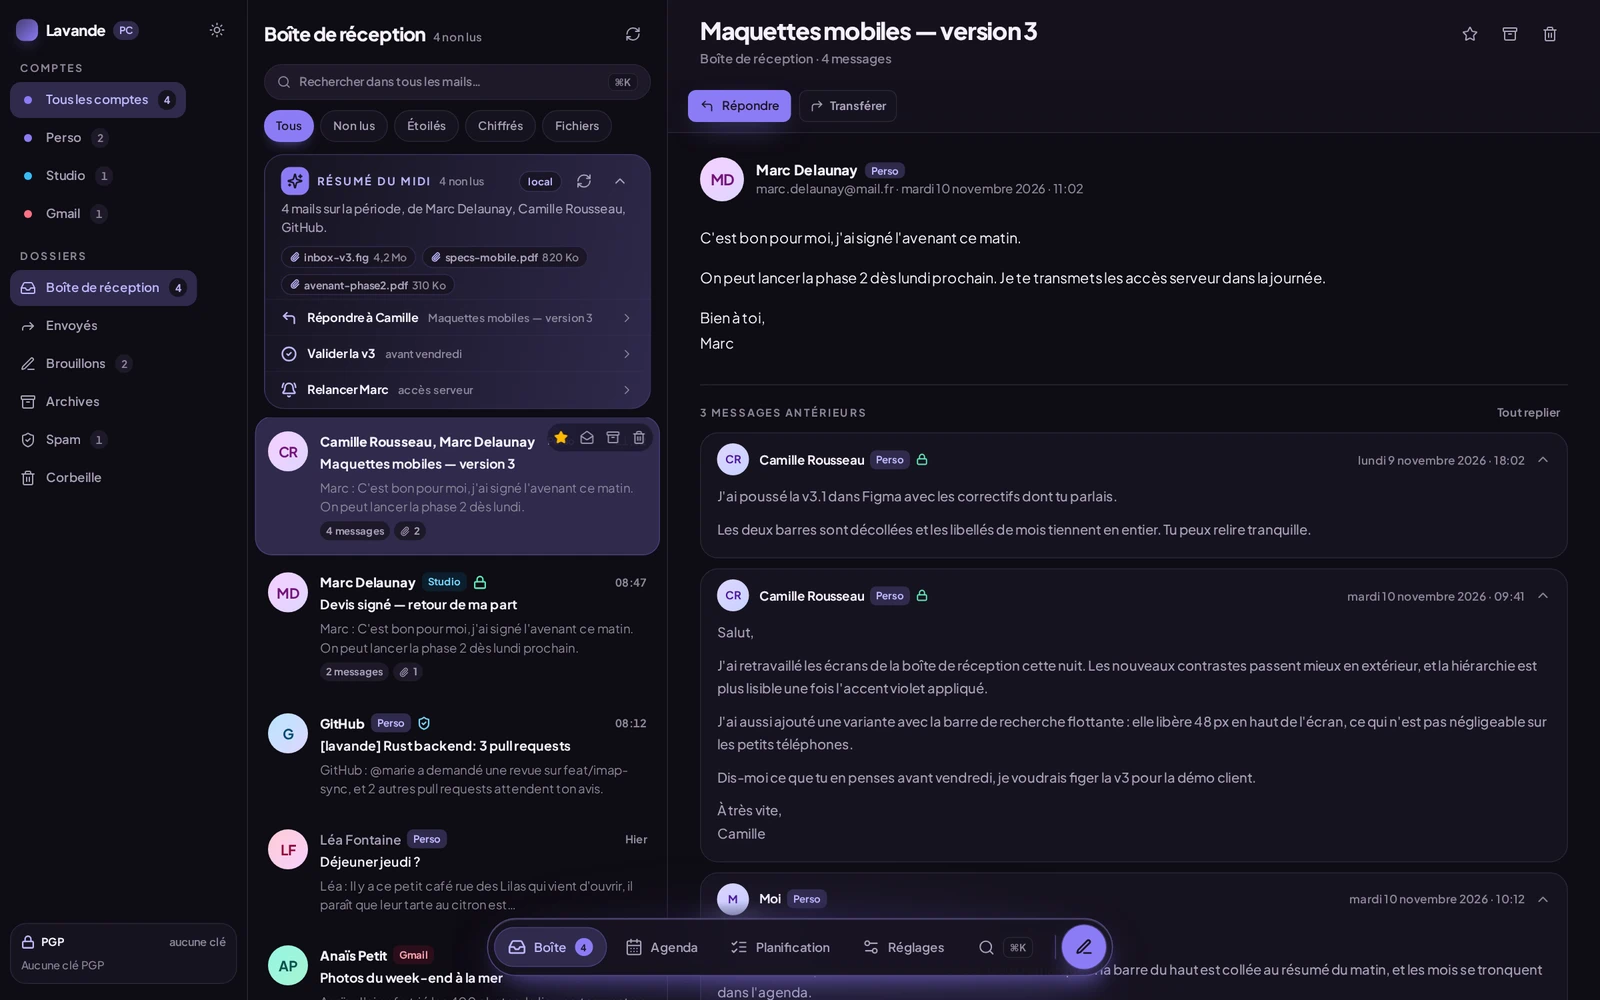 Lavande PC
COMPTES
Tous les comptes 4
Perso 2
Studio 1
Gmail 1
DOSSIERS
Boîte de réception 4
Envoyés
Brouillons 2
Archives
Spam 1
Corbeille
PGP aucune clé
Aucune clé PGP
Boîte de réception 4 non lus
Rechercher dans tous les mails… ⌘K
Tous Non lus Étoilés Chiffrés Fichiers
RÉSUMÉ DU MIDI 4 non lus local
4 mails sur la période, de Marc Delaunay, Camille Rousseau,
GitHub.
inbox-v3.fig 4,2 Mo specs-mobile.pdf 820 Ko
avenant-phase2.pdf 310 Ko
Répondre à Camille Maquettes mobiles — version 3
Valider la v3 avant vendredi
Relancer Marc accès serveur
CR Camille Rousseau, Marc Delaunay
Maquettes mobiles — version 3
Marc : C'est bon pour moi, j'ai signé l'avenant ce matin.
On peut lancer la phase 2 dès lundi.
4 messages 2
MD Marc Delaunay Studio 08:47
Devis signé — retour de ma part
Marc : C'est bon pour moi, j'ai signé l'avenant ce matin.
On peut lancer la phase 2 dès lundi prochain.
2 messages 1
G GitHub Perso 08:12
[lavande] Rust backend: 3 pull requests
GitHub : @marie a demandé une revue sur feat/imap-
sync, et 2 autres pull requests attendent ton avis.
LF Léa Fontaine Perso Hier
Déjeuner jeudi ?
Léa : Il y a ce petit café rue des Lilas qui vient d'ouvrir, il
paraît que leur tarte au citron est…
AP Anaïs Petit Gmail
Photos du week-end à la mer
Maquettes mobiles — version 3
Boîte de réception · 4 messages
Répondre Transférer
MD Marc Delaunay Perso
marc.delaunay@mail.fr · mardi 10 novembre 2026 · 11:02
C'est bon pour moi, j'ai signé l'avenant ce matin.
On peut lancer la phase 2 dès lundi prochain. Je te transmets les accès serveur dans la journée.
Bien à toi,
Marc
3 MESSAGES ANTÉRIEURS Tout replier
CR Camille Rousseau Perso lundi 9 novembre 2026 · 18:02
J'ai poussé la v3.1 dans Figma avec les correctifs dont tu parlais.
Les deux barres sont décollées et les libellés de mois tiennent en entier. Tu peux relire tranquille.
CR Camille Rousseau Perso mardi 10 novembre 2026 · 09:41
Salut,
J'ai retravaillé les écrans de la boîte de réception cette nuit. Les nouveaux contrastes passent mieux en extérieur, et la hiérarchie est
plus lisible une fois l'accent violet appliqué.
J'ai aussi ajouté une variante avec la barre de recherche flottante : elle libère 48 px en haut de l'écran, ce qui n'est pas négligeable sur
les petits téléphones.
Dis-moi ce que tu en penses avant vendredi, je voudrais figer la v3 pour la démo client.
À très vite,
Camille
M Moi Perso mardi 10 novembre 2026 · 10:12
la barre du haut est collée au résumé du matin, et les mois se tronquent
dans l'agenda.
Boîte 4 Agenda Planification Réglages ⌘K